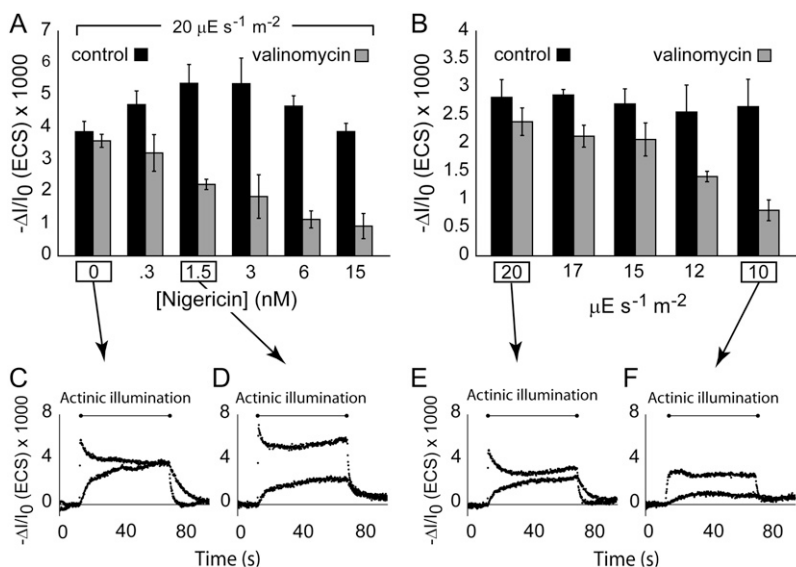 A
20 µE s⁻¹ m⁻²
control
valinomycin
-ΔI/I₀ (ECS) x 1000
7
6
5
4
3
2
1
0
0 .3 1.5 3 6 15
[Nigericin] (nM)
B
control
valinomycin
-ΔI/I₀ (ECS) x 1000
4
3.5
3
2.5
2
1.5
1
0.5
0
20 17 15 12 10
µE s⁻¹ m⁻²
C
Actinic illumination
-ΔI/I₀ (ECS) x 1000
8
4
0
0 40 80
D
Actinic illumination
8
4
0
0 40 80
Time (s)
E
Actinic illumination
-ΔI/I₀ (ECS) x 1000
8
4
0
0 40 80
F
Actinic illumination
8
4
0
0 40 80
Time (s)